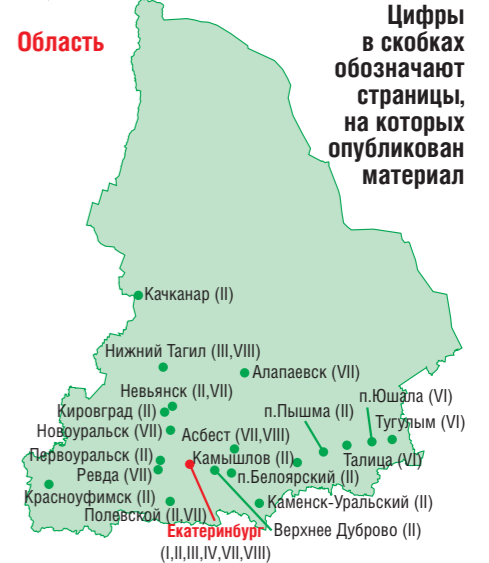 Область
Цифры
в скобках
обозначают
страницы,
на которых
опубликован
материал
Качканар (II)
Нижний Тагил (III,VIII)
Алапаевск (VII)
Невьянск (II,VII)
п.Юшала (VI)
Кировград (II)
п.Пышма (II)
Тугулым (VI)
Новоуральск (VII)
Асбест (VII,VIII)
Первоуральск (II)
Камышлов (II)
Талица (VI)
Ревда (VII)
п.Белоярский (II)
Красноуфимск (II)
Каменск-Уральский (II)
Полевской (II,VII)
Екатеринбург
(I,II,III,IV,VII,VIII)
Верхнее Дуброво (II)